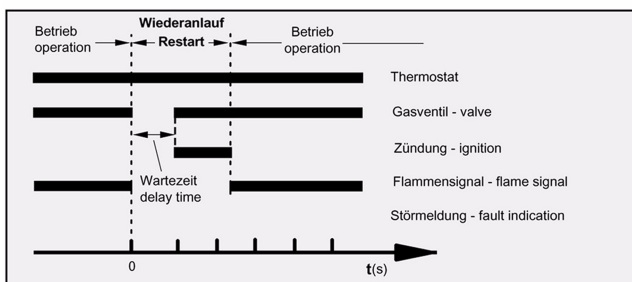 Betrieb
operation
Wiederanlauf
Restart
Betrieb
operation
Thermostat
Gasventil - valve
Zündung - ignition
Wartezeit
delay time
Flammensignal - flame signal
Störmeldung - fault indication
0
t(s)